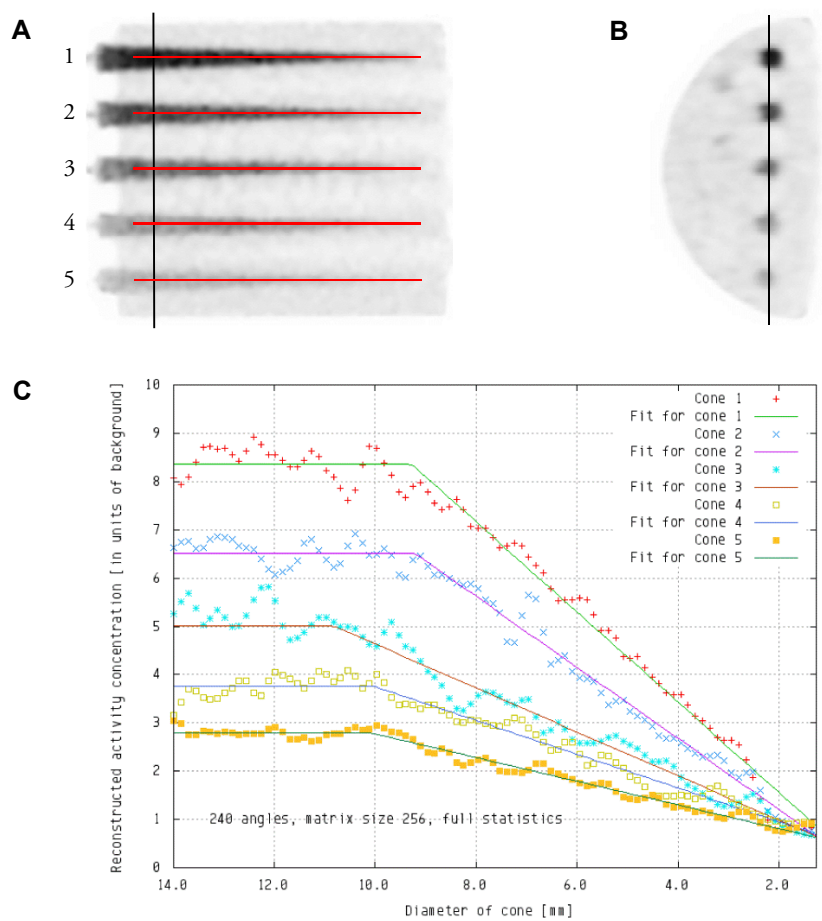 A
B
1
2
3
4
5
C
Reconstructed activity concentration [in units of background]
10
9
8
7
6
5
4
3
2
1
0
Cone 1
Fit for cone 1
Cone 2
Fit for cone 2
Cone 3
Fit for cone 3
Cone 4
Fit for cone 4
Cone 5
Fit for cone 5
240 angles, matrix size 256, full statistics
14.0 12.0 10.0 8.0 6.0 4.0 2.0
Diameter of cone [mm]